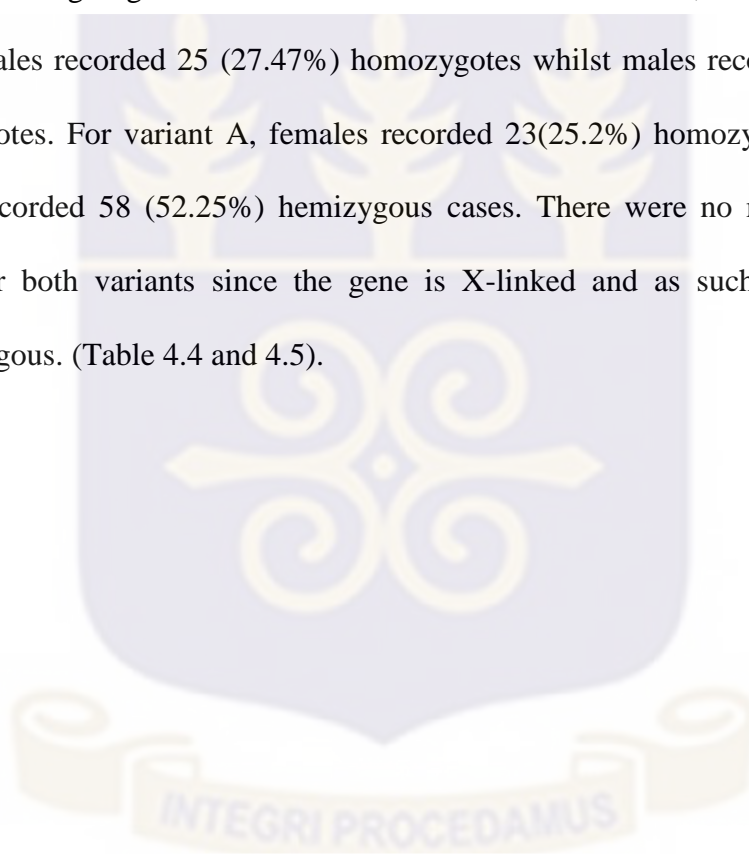 ales recorded 25 (27.47%) homozygotes whilst males reco
otes. For variant A, females recorded 23(25.2%) homozy
corded 58 (52.25%) hemizygous cases. There were no
r both variants since the gene is X-linked and as such
gous. (Table 4.4 and 4.5).
INTEGRI PROCEDAMUS